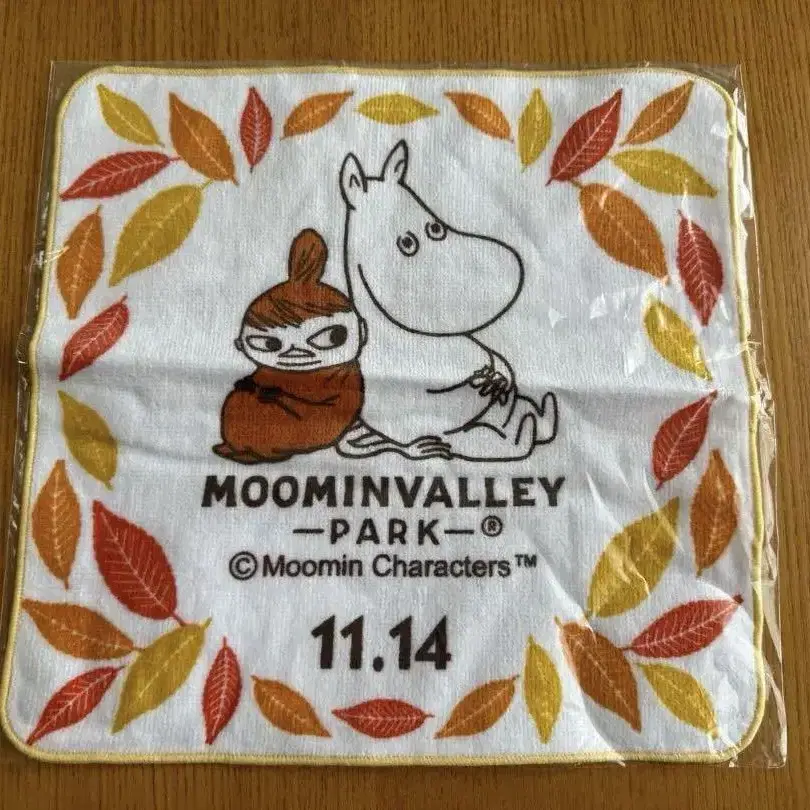 MOOMINVALLEY
—PARK—®
©Moomin Characters™
11.14